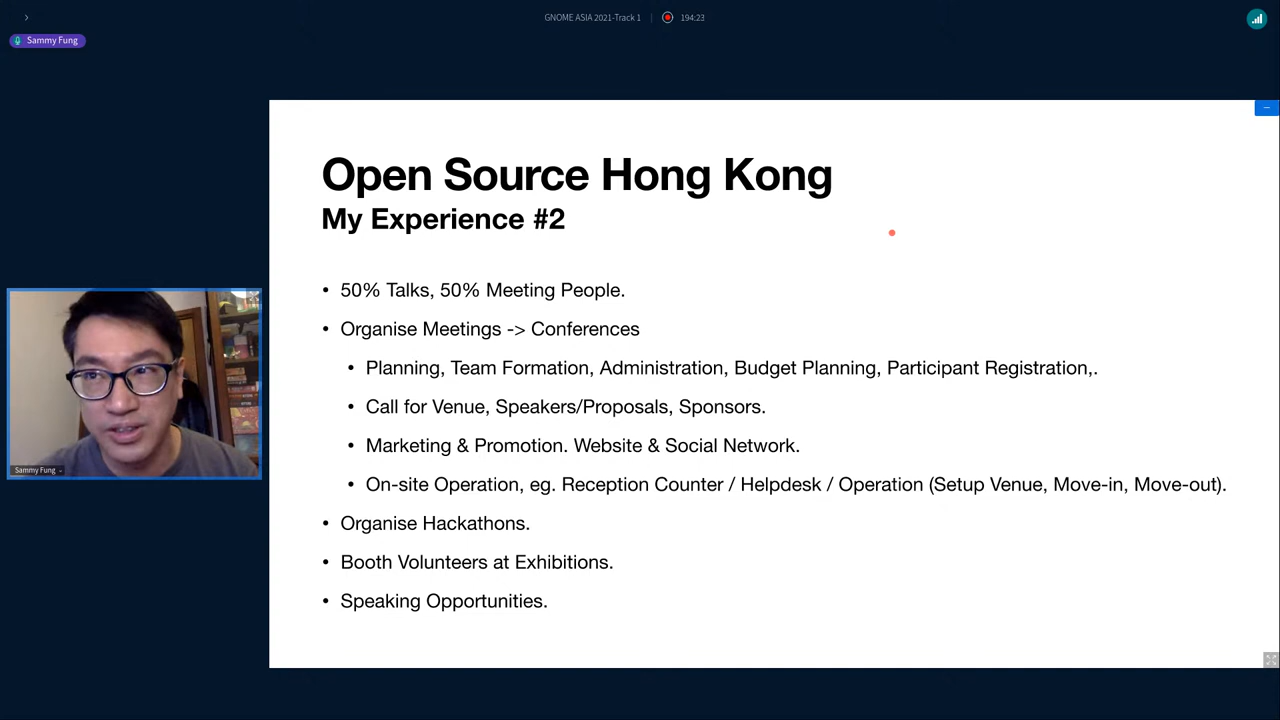 GNOME ASIA 2021-Track 1
194:23
Sammy Fung
Open Source Hong Kong
My Experience #2
• 50% Talks, 50% Meeting People.
• Organise Meetings -> Conferences
• Planning, Team Formation, Administration, Budget Planning, Participant Registration,.
• Call for Venue, Speakers/Proposals, Sponsors.
• Marketing & Promotion. Website & Social Network.
• On-site Operation, eg. Reception Counter / Helpdesk / Operation (Setup Venue, Move-in, Move-out).
• Organise Hackathons.
• Booth Volunteers at Exhibitions.
• Speaking Opportunities.
Sammy Fung